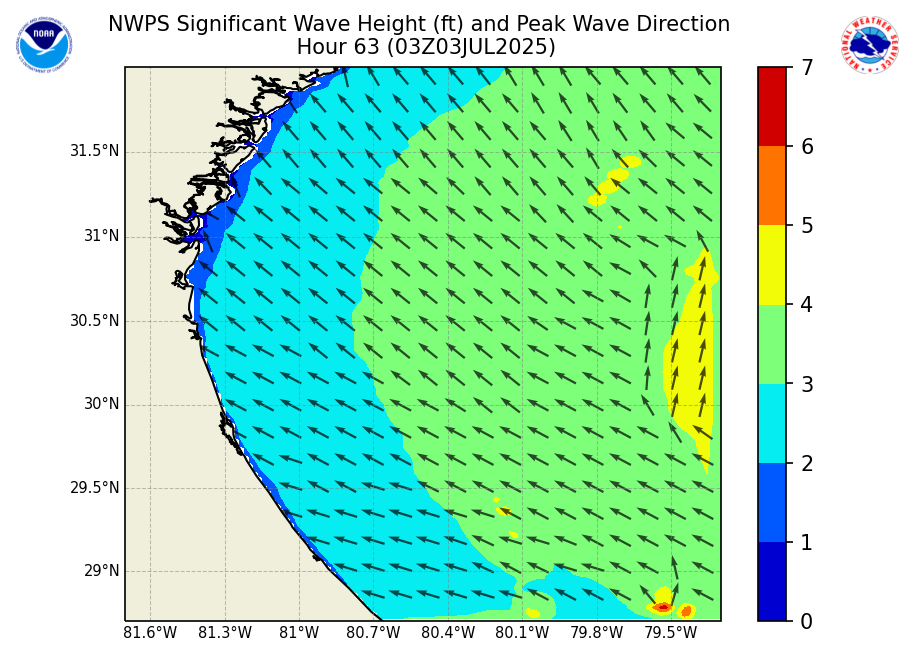 NWPS Significant Wave Height (ft) and Peak Wave Direction
Hour 63 (03Z03JUL2025)
NOAA
31.5°N
31°N
30.5°N
30°N
29.5°N
29°N
81.6°W 81.3°W 81°W 80.7°W 80.4°W 80.1°W 79.8°W 79.5°W
7
6
5
4
3
2
1
0
NATIONAL WEATHER SERVICE